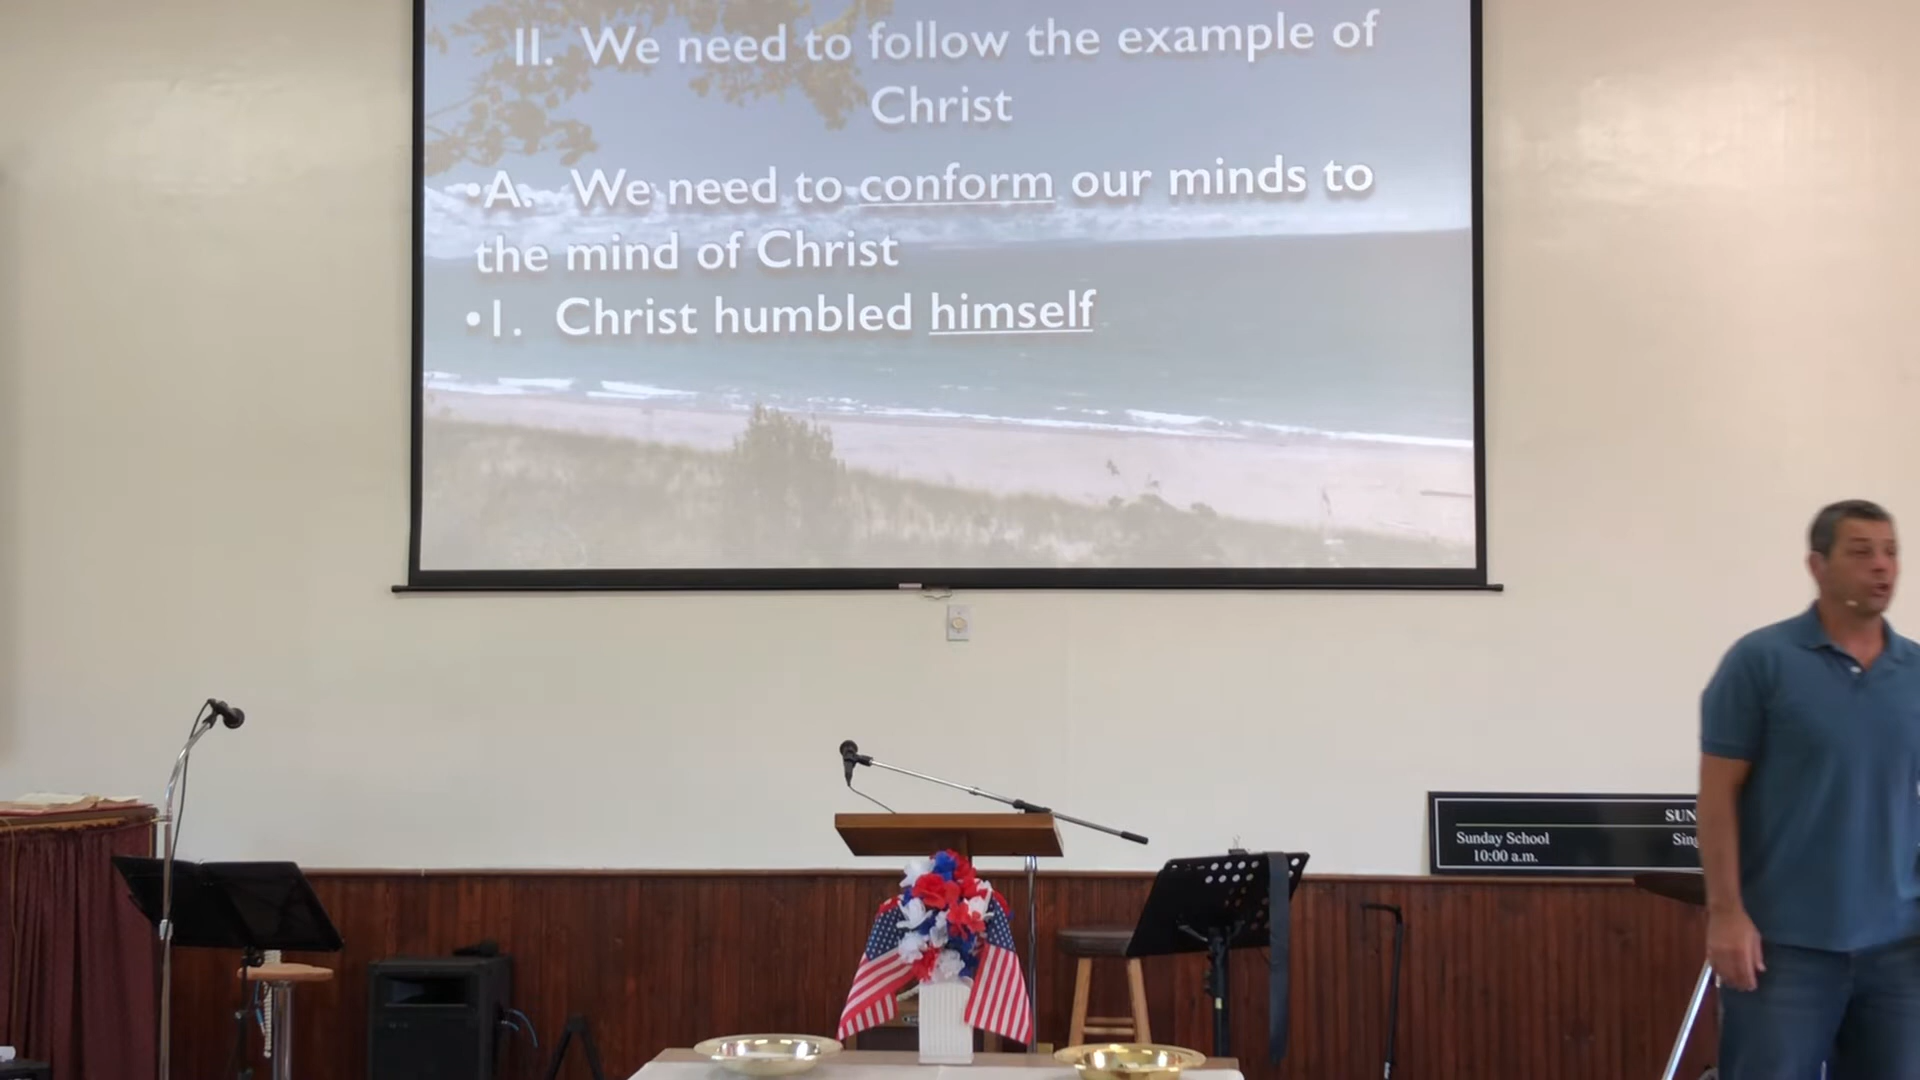 II. We need to follow the example of
Christ
•A. We need to conform our minds to
the mind of Christ
•1. Christ humbled himself
Sunday School
10:00 a.m.